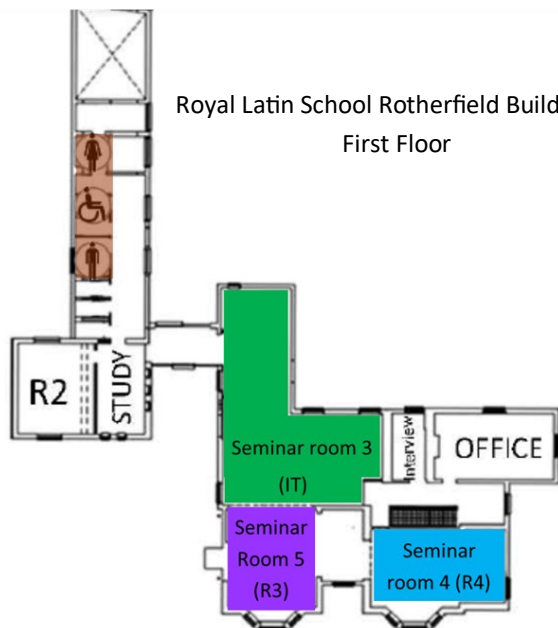 Royal Latin School Rotherfield Build
First Floor
R2
STUDY
Seminar room 3
(IT)
Interview
OFFICE
Seminar
Room 5
(R3)
Seminar
room 4 (R4)